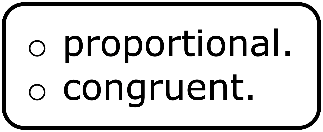 ○ proportional.
○ congruent.